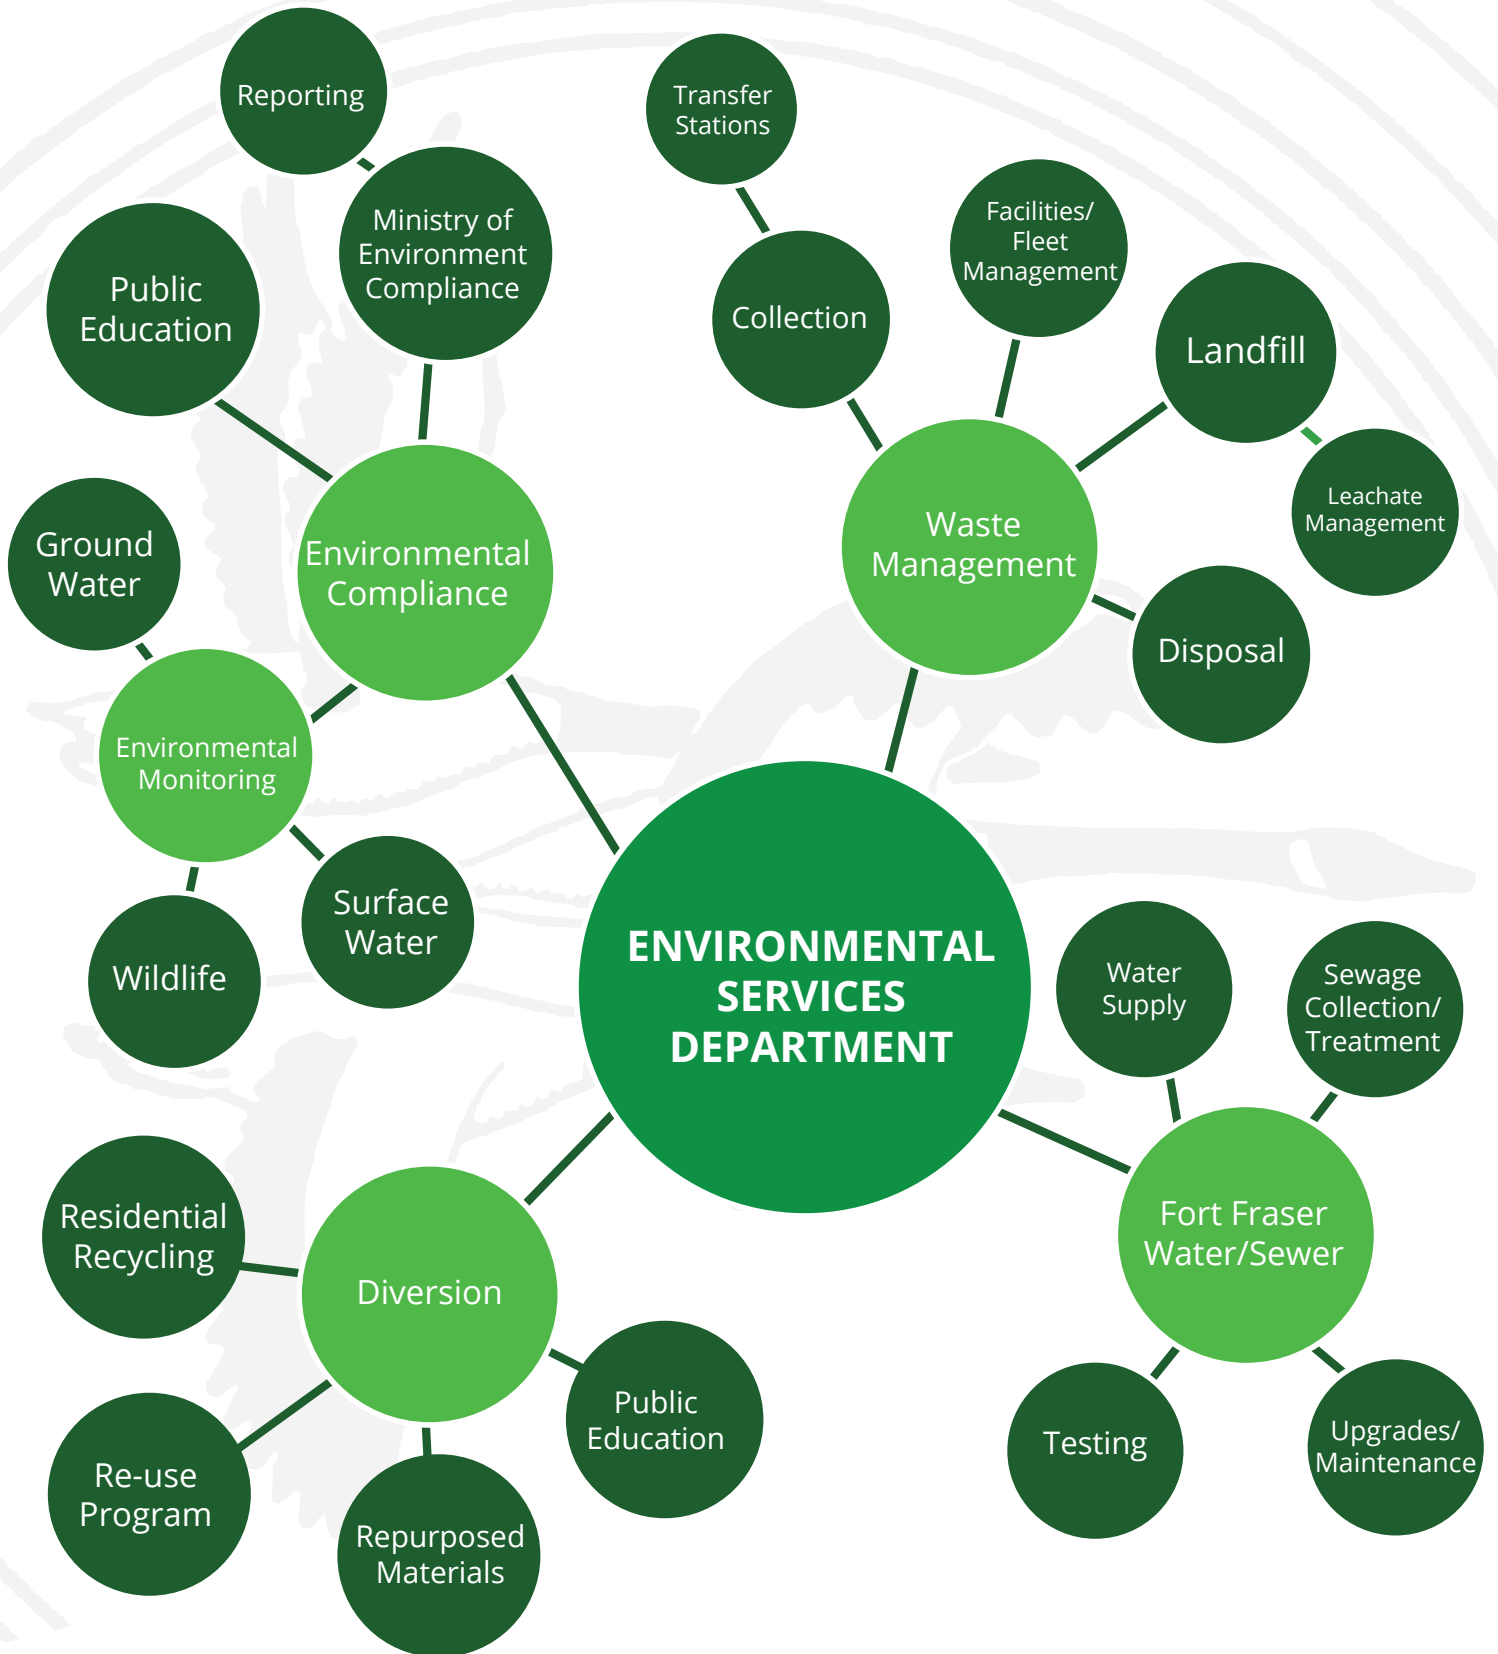 Reporting
Transfer
Stations
Ministry of
Environment
Compliance
Facilities/
Fleet
Management
Public
Education
Collection
Landfill
Leachate
Management
Ground
Water
Environmental
Compliance
Waste
Management
Disposal
Environmental
Monitoring
Surface
Water
Wildlife
ENVIRONMENTAL
SERVICES
DEPARTMENT
Water
Supply
Sewage
Collection/
Treatment
Residential
Recycling
Diversion
Fort Fraser
Water/Sewer
Public
Education
Re-use
Program
Repurposed
Materials
Testing
Upgrades/
Maintenance